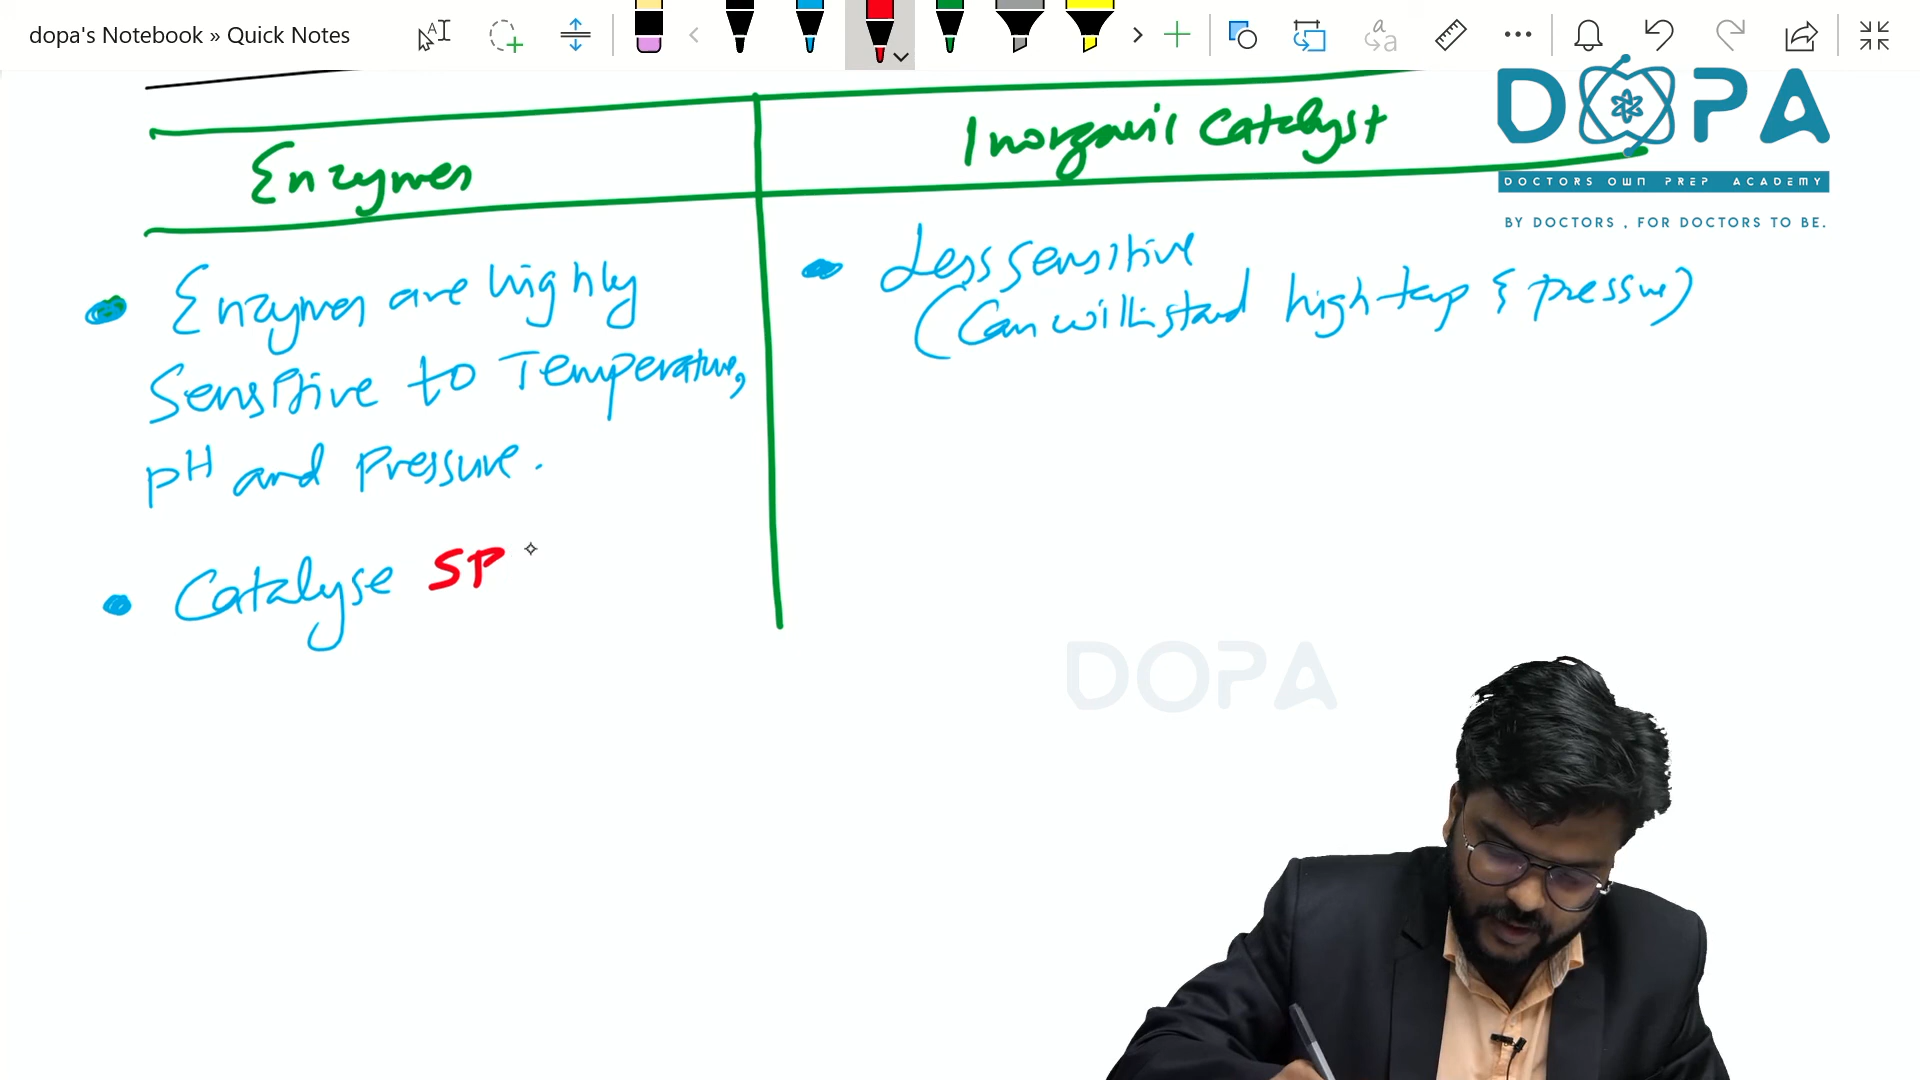 dopa's Notebook » Quick Notes
DOPA
DOCTORS OWN PREP ACADEMY
BY DOCTORS , FOR DOCTORS TO BE.
Enzymes
Inorganic Catalyst
Enzymes are highly
Sensitive to Temperature,
pH and Pressure.
Catalyse SP
Less sensitive
(Can withstand high temp & pressure)
DOPA